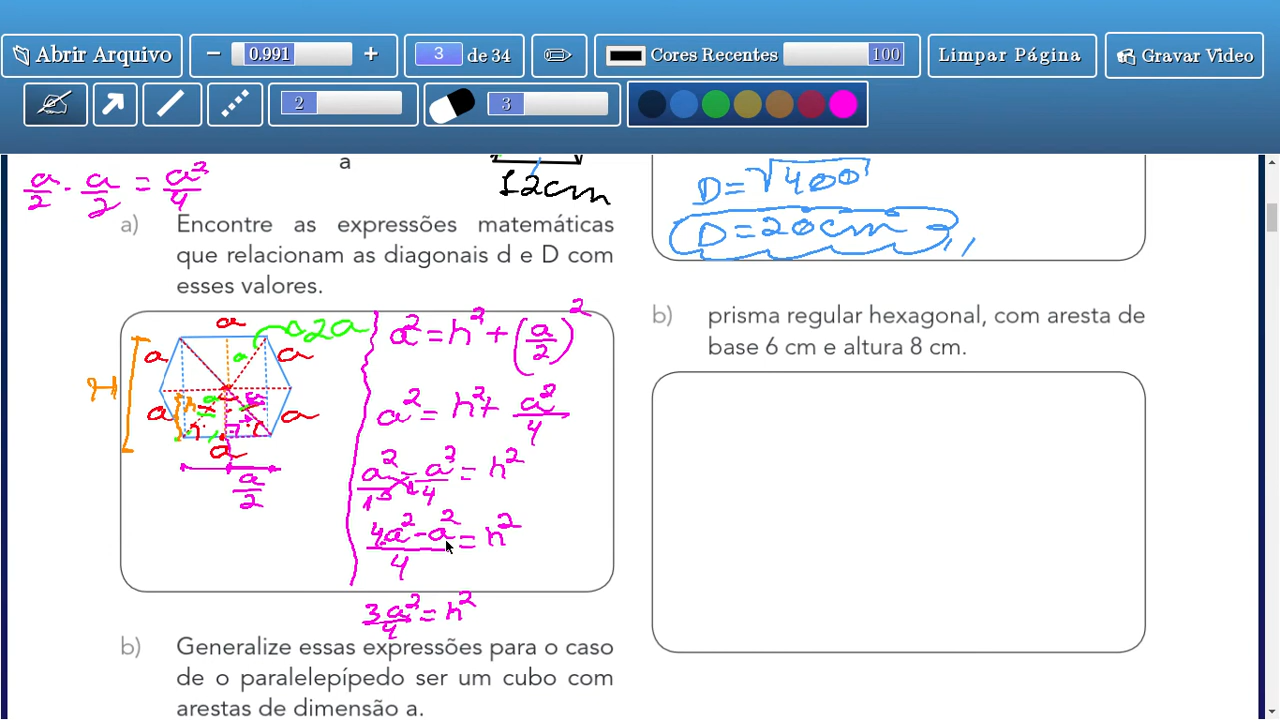 Abrir Arquivo
− 0.991 +
3 de 34
Cores Recentes 100
Limpar Página
Gravar Video
2
3
a/2 · a/2 = a²/4
a
12cm
a) Encontre as expressões matemáticas
que relacionam as diagonais d e D com
esses valores.
a
2a
a
a
a
H
a
a
a
h
a
a/2
a² = h² + (a/2)²
a² = h² + a²/4
a²/1 - a²/4 = h²
4a² - a²/4 = h²
3a²/4 = h²
b) Generalize essas expressões para o caso
de o paralelepípedo ser um cubo com
arestas de dimensão a.
D = √400
D = 20cm
b) prisma regular hexagonal, com aresta de
base 6 cm e altura 8 cm.